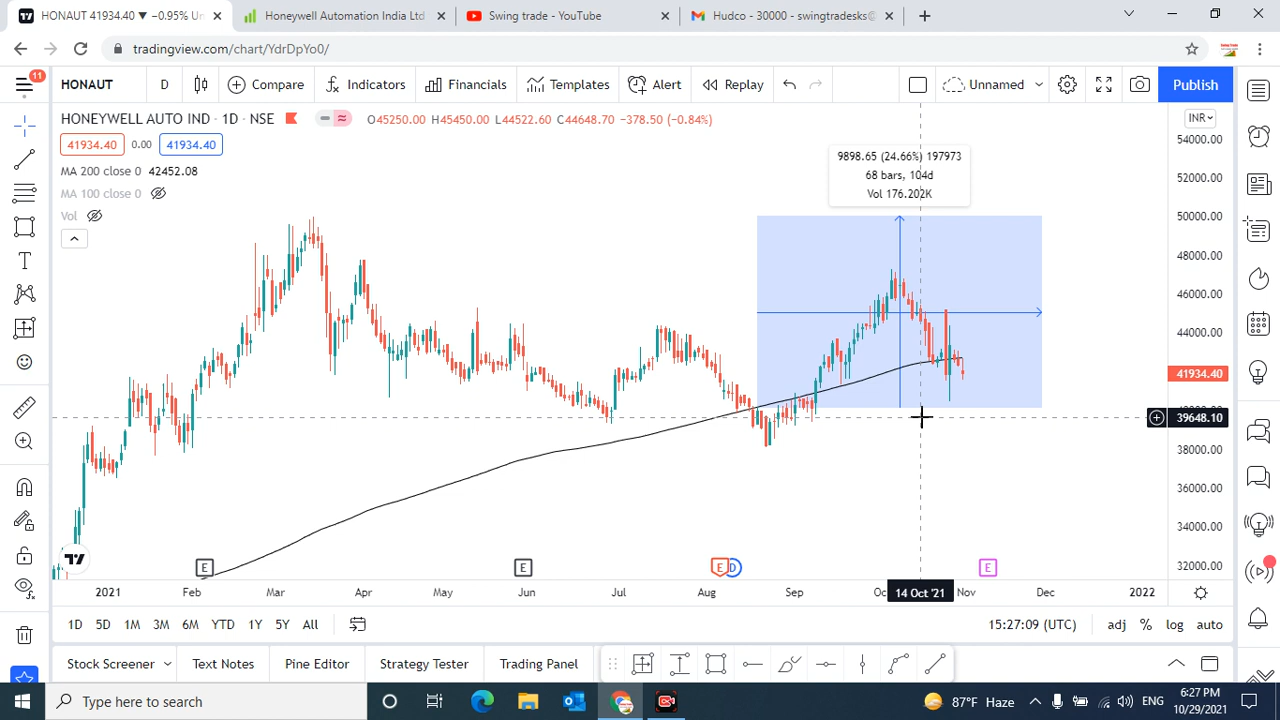 HONAUT 41934.40 ▼ −0.95% Un
Honeywell Automation India Ltd
Swing trade - YouTube
Hudco - 30000 - swingtradesks@
tradingview.com/chart/YdrDpYo0/
11
HONAUT
D
Compare
Indicators
Financials
Templates
Alert
Replay
Unnamed
Publish
HONEYWELL AUTO IND · 1D · NSE
O45250.00 H45450.00 L44522.60 C44648.70 −378.50 (−0.84%)
INR
41934.40 0.00 41934.40
MA 200 close 0 42452.08
MA 100 close 0
Vol
9898.65 (24.66%) 197973
68 bars, 104d
Vol 176.202K
54000.00
52000.00
50000.00
48000.00
46000.00
44000.00
41934.40
39648.10
38000.00
36000.00
34000.00
32000.00
E
E
E
D
E
2021
Feb
Mar
Apr
May
Jun
Jul
Aug
Sep
Oc
14 Oct '21
Nov
Dec
2022
1D 5D 1M 3M 6M YTD 1Y 5Y All
15:27:09 (UTC)
adj % log auto
Stock Screener
Text Notes
Pine Editor
Strategy Tester
Trading Panel
Type here to search
87°F Haze
ENG
6:27 PM
10/29/2021